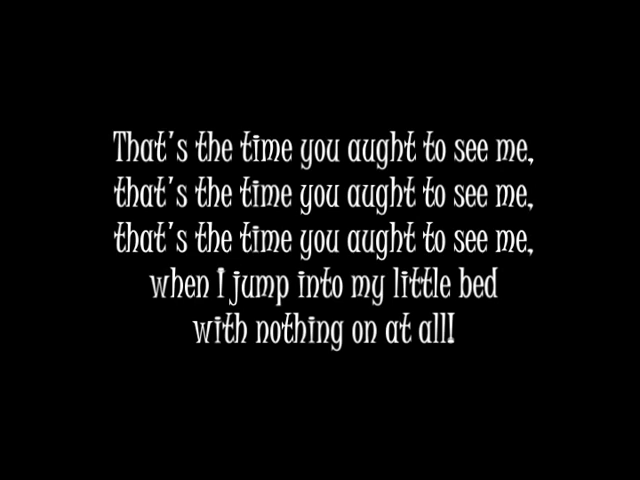 That's the time you aught to see me,
that's the time you aught to see me,
that's the time you aught to see me,
when I jump into my little bed
with nothing on at all!